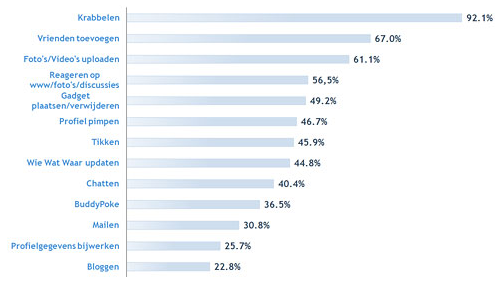 Krabbelen 92.1%
Vrienden toevoegen 67.0%
Foto's/Video's uploaden 61.1%
Reageren op
www/foto's/discussies 56,5%
Gadget
plaatsen/verwijderen 49.2%
Profiel pimpen 46.7%
Tikken 45.9%
Wie Wat Waar updaten 44.8%
Chatten 40.4%
BuddyPoke 36.5%
Mailen 30.8%
Profielgegevens bijwerken 25.7%
Bloggen 22.8%